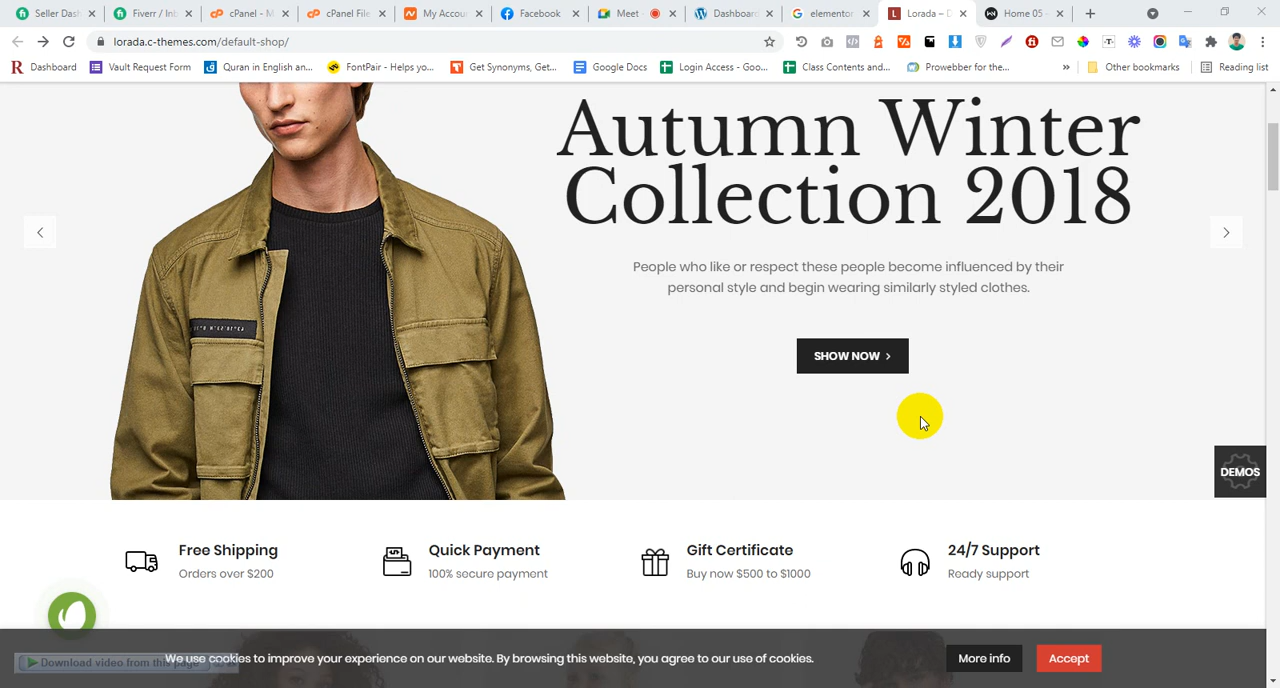 Seller Dash
Fiverr / Inb
cPanel - M
cPanel File
My Accou
Facebook
Meet
Dashboard
elementor
Lorada – D
Home 05 -
lorada.c-themes.com/default-shop/
Dashboard
Vault Request Form
Quran in English an...
FontPair - Helps yo...
Get Synonyms, Get...
Google Docs
Login Access - Goo...
Class Contents and...
Prowebber for the...
»
Other bookmarks
Reading list
Autumn Winter
Collection 2018
People who like or respect these people become influenced by their
personal style and begin wearing similarly styled clothes.
SHOW NOW
DEMOS
Free Shipping
Orders over $200
Quick Payment
100% secure payment
Gift Certificate
Buy now $500 to $1000
24/7 Support
Ready support
Download video from this page
We use cookies to improve your experience on our website. By browsing this website, you agree to our use of cookies.
More info
Accept